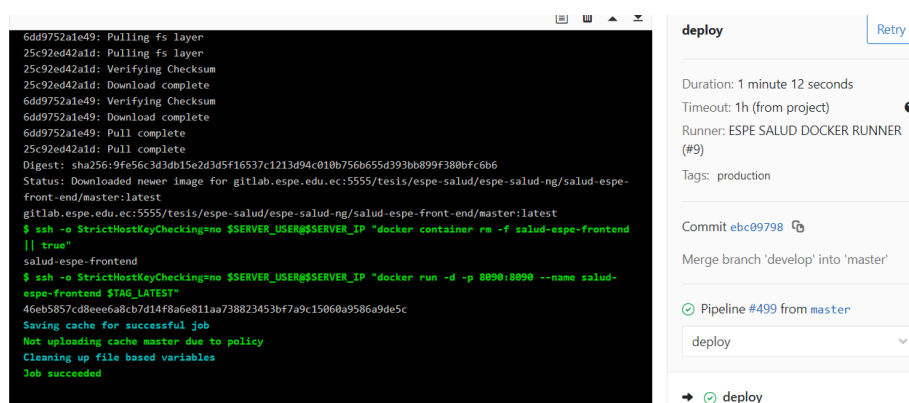 6dd9752a1e49: Pulling fs layer
25c92ed42a1d: Pulling fs layer
25c92ed42a1d: Verifying Checksum
25c92ed42a1d: Download complete
6dd9752a1e49: Verifying Checksum
6dd9752a1e49: Download complete
6dd9752a1e49: Pull complete
25c92ed42a1d: Pull complete
Digest: sha256:9fe56c3d3db15e2d3d5f16537c1213d94c010b756b655d393bb899f380bfc6b6
Status: Downloaded newer image for gitlab.espe.edu.ec:5555/tesis/espe-salud/espe-salud-ng/salud-espe-
front-end/master:latest
gitlab.espe.edu.ec:5555/tesis/espe-salud/espe-salud-ng/salud-espe-front-end/master:latest
$ ssh -o StrictHostKeyChecking=no $SERVER_USER@$SERVER_IP "docker container rm -f salud-espe-frontend
|| true"
salud-espe-frontend
$ ssh -o StrictHostKeyChecking=no $SERVER_USER@$SERVER_IP "docker run -d -p 8090:8090 --name salud-
espe-frontend $TAG_LATEST"
46eb5857cd8eee6a8cb7d14f8a6e811aa738823453bf7a9c15060a9586a9de5c
Saving cache for successful job
Not uploading cache master due to policy
Cleaning up file based variables
Job succeeded
deploy
Retry
Duration: 1 minute 12 seconds
Timeout: 1h (from project)
Runner: ESPE SALUD DOCKER RUNNER
(#9)
Tags: production
Commit ebc09798
Merge branch 'develop' into 'master'
Pipeline #499 from master
deploy
deploy